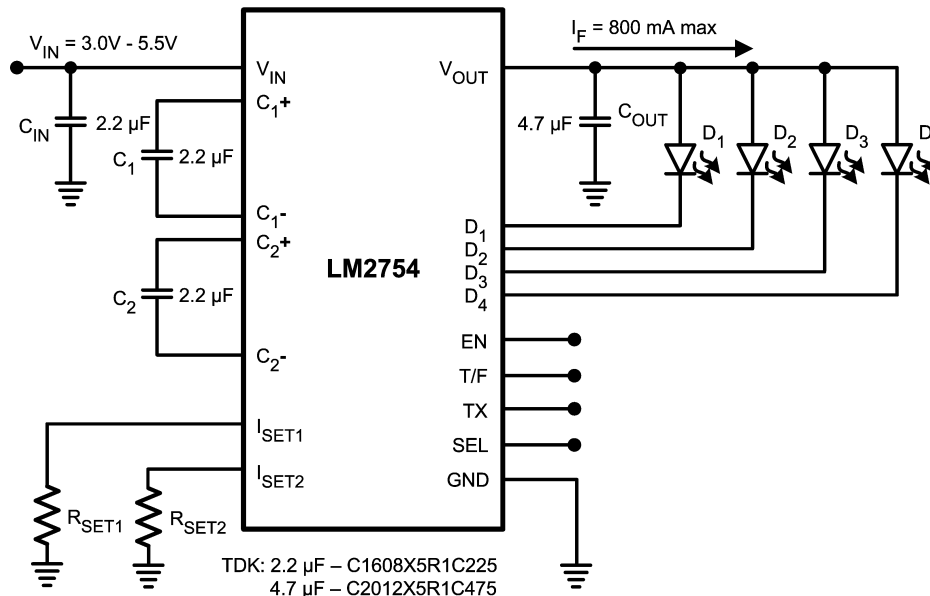 I_F = 800 mA max
V_IN = 3.0V - 5.5V
V_IN
V_OUT
C_1+
C_IN
2.2 µF
4.7 µF
C_OUT
D_1
D_2
D_3
D
C_1
2.2 µF
C_1-
C_2+
D_1
D_2
D_3
D_4
LM2754
C_2
2.2 µF
EN
C_2-
T/F
TX
I_SET1
SEL
I_SET2
GND
R_SET1
R_SET2
TDK: 2.2 µF – C1608X5R1C225
4.7 µF – C2012X5R1C475